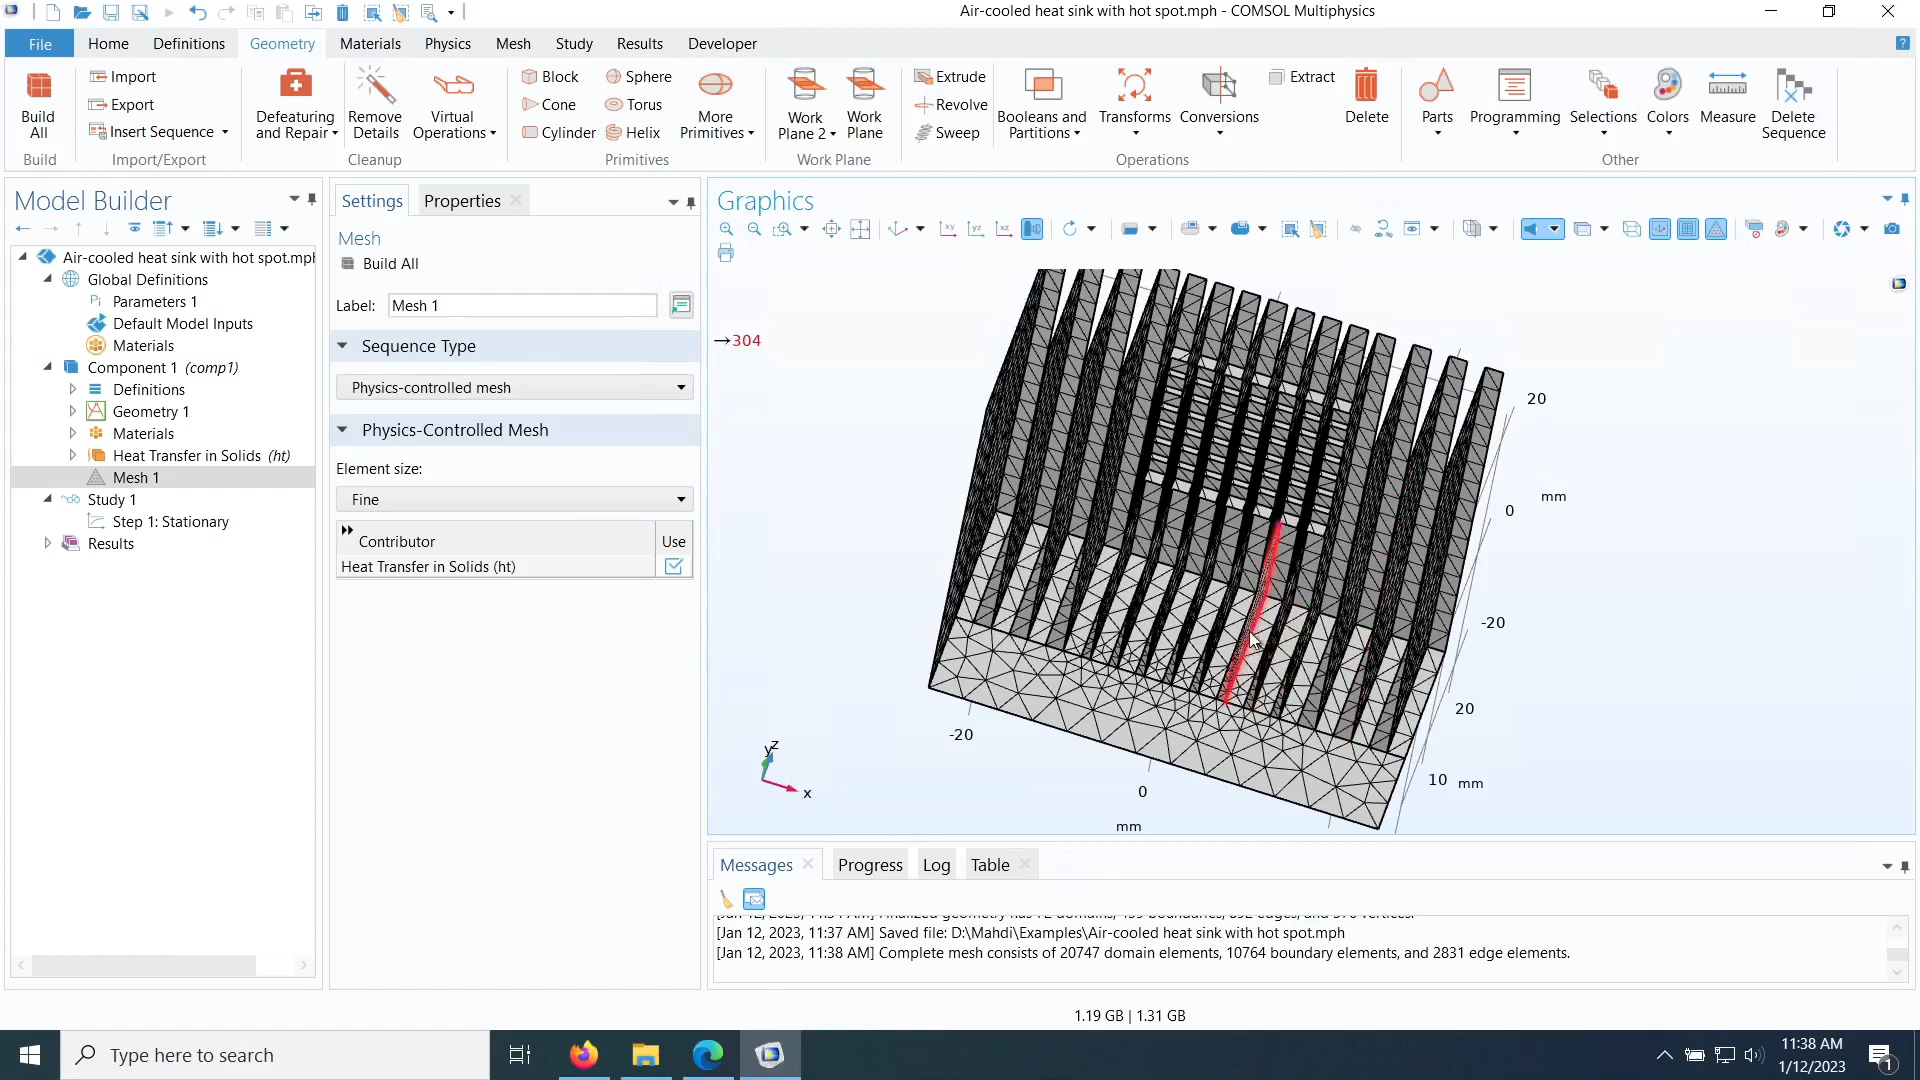 Air-cooled heat sink with hot spot.mph - COMSOL Multiphysics
File Home Definitions Geometry Materials Physics Mesh Study Results Developer
Build All
Build
Import
Export
Insert Sequence
Import/Export
Defeaturing and Repair
Remove Details
Virtual Operations
Cleanup
Block
Cone
Cylinder
Sphere
Torus
Helix
More Primitives
Primitives
Work Plane 2
Work Plane
Work Plane
Extrude
Revolve
Sweep
Booleans and Partitions
Transforms
Conversions
Extract
Delete
Operations
Parts
Programming
Selections
Colors
Measure
Delete Sequence
Other
Model Builder
Air-cooled heat sink with hot spot.mph
Global Definitions
Pi Parameters 1
Default Model Inputs
Materials
Component 1 (comp1)
Definitions
Geometry 1
Materials
Heat Transfer in Solids (ht)
Mesh 1
Study 1
Step 1: Stationary
Results
Settings Properties
Mesh
Build All
Label: Mesh 1
Sequence Type
Physics-controlled mesh
Physics-Controlled Mesh
Element size:
Fine
Contributor Use
Heat Transfer in Solids (ht)
Graphics
xy yz xz
→304
20
0
mm
-20
20
10 mm
-20
0
mm
y z
x
Messages Progress Log Table
[Jan 12, 2023, 11:37 AM] Saved file: D:\Mahdi\Examples\Air-cooled heat sink with hot spot.mph
[Jan 12, 2023, 11:38 AM] Complete mesh consists of 20747 domain elements, 10764 boundary elements, and 2831 edge elements.
1.19 GB | 1.31 GB
Type here to search
11:38 AM
1/12/2023
1